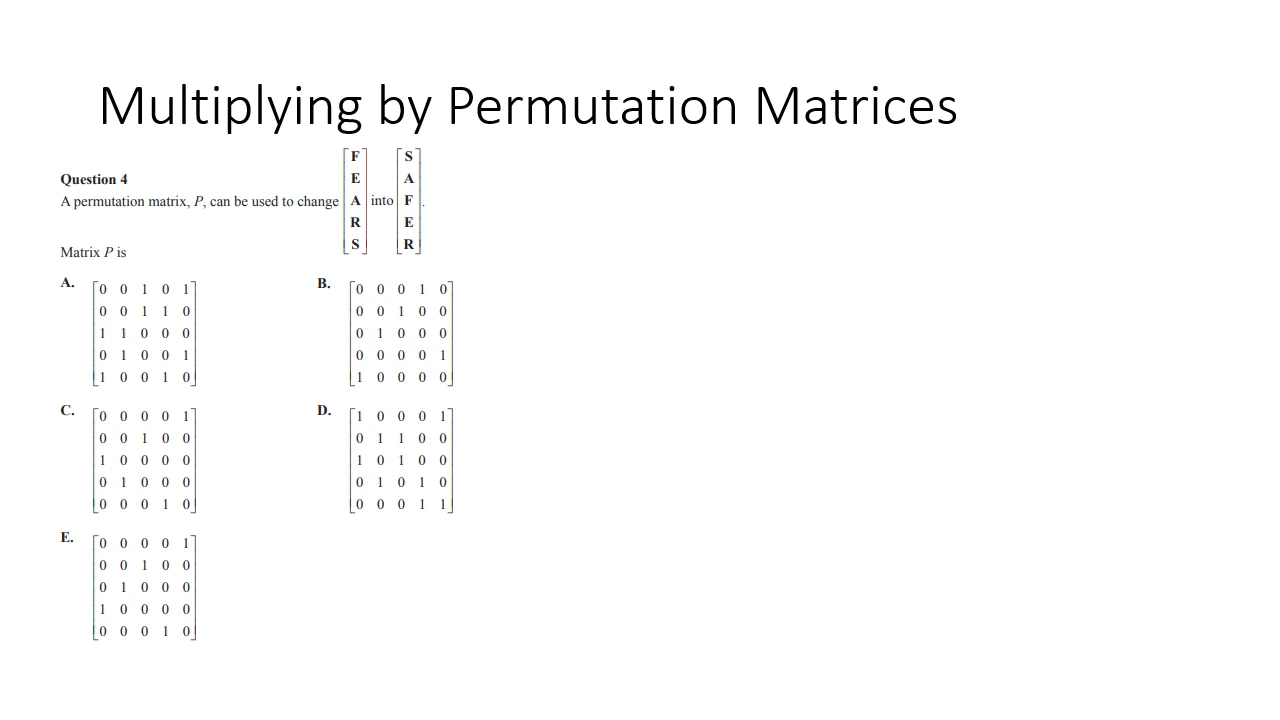 Multiplying by Permutation Matrices
Question 4
A permutation matrix, P, can be used to change [F E A R S] into [S A F E R].
Matrix P is
A.
0 0 1 0 1
0 0 1 1 0
1 1 0 0 0
0 1 0 0 1
1 0 0 1 0
B.
0 0 0 1 0
0 0 1 0 0
0 1 0 0 0
0 0 0 0 1
1 0 0 0 0
C.
0 0 0 0 1
0 0 1 0 0
1 0 0 0 0
0 1 0 0 0
0 0 0 1 0
D.
1 0 0 0 1
0 1 1 0 0
1 0 1 0 0
0 1 0 1 0
0 0 0 1 1
E.
0 0 0 0 1
0 0 1 0 0
0 1 0 0 0
1 0 0 0 0
0 0 0 1 0